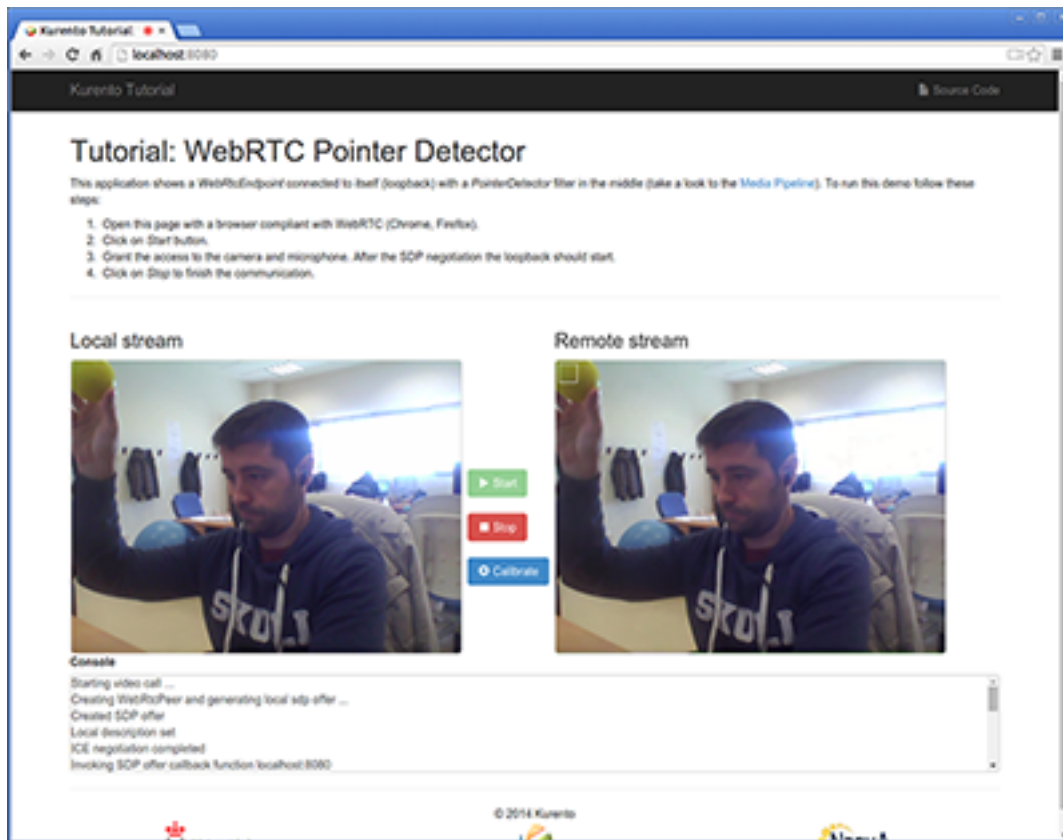 Kurento Tutorial
localhost:8080
Kurento Tutorial
Source Code
Tutorial: WebRTC Pointer Detector
This application shows a WebRtcEndpoint connected to itself (loopback) with a PointerDetector filter in the middle (take a look to the Media Pipeline). To run this demo follow these
steps:
1. Open this page with a browser compliant with WebRTC (Chrome, Firefox).
2. Click on Start button.
3. Grant the access to the camera and microphone. After the SDP negotiation the loopback should start.
4. Click on Stop to finish the communication.
Local stream
Remote stream
Start
Stop
Calibrate
Console
Starting video call ...
Creating WebRtcPeer and generating local sdp offer ...
Created SDP offer
Local description set
ICE negotiation completed
Invoking SDP offer callback function localhost:8080
© 2014 Kurento